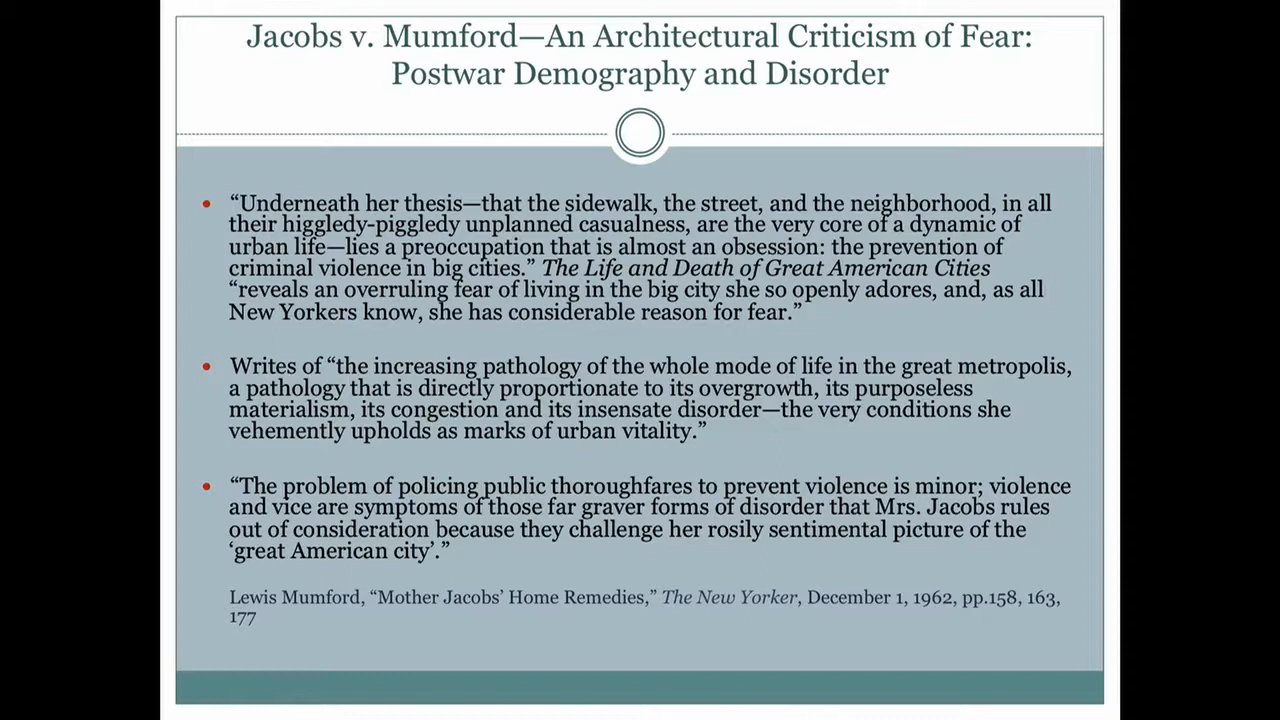 Jacobs v. Mumford—An Architectural Criticism of Fear:
Postwar Demography and Disorder
• “Underneath her thesis—that the sidewalk, the street, and the neighborhood, in all
their higgledy-piggledy unplanned casualness, are the very core of a dynamic of
urban life—lies a preoccupation that is almost an obsession: the prevention of
criminal violence in big cities.” The Life and Death of Great American Cities
“reveals an overruling fear of living in the big city she so openly adores, and, as all
New Yorkers know, she has considerable reason for fear.”
• Writes of “the increasing pathology of the whole mode of life in the great metropolis,
a pathology that is directly proportionate to its overgrowth, its purposeless
materialism, its congestion and its insensate disorder—the very conditions she
vehemently upholds as marks of urban vitality.”
• “The problem of policing public thoroughfares to prevent violence is minor; violence
and vice are symptoms of those far graver forms of disorder that Mrs. Jacobs rules
out of consideration because they challenge her rosily sentimental picture of the
‘great American city’.”
Lewis Mumford, “Mother Jacobs’ Home Remedies,” The New Yorker, December 1, 1962, pp.158, 163,
177